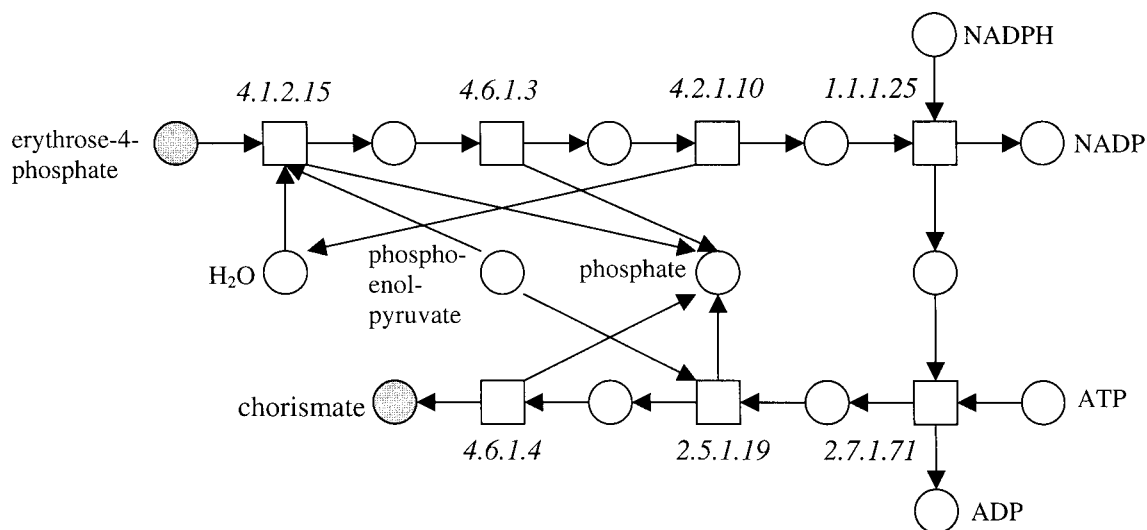 NADPH
4.1.2.15
4.6.1.3
4.2.1.10
1.1.1.25
erythrose-4-
phosphate
NADP
H₂O
phospho-
enol-
pyruvate
phosphate
chorismate
ATP
4.6.1.4
2.5.1.19
2.7.1.71
ADP